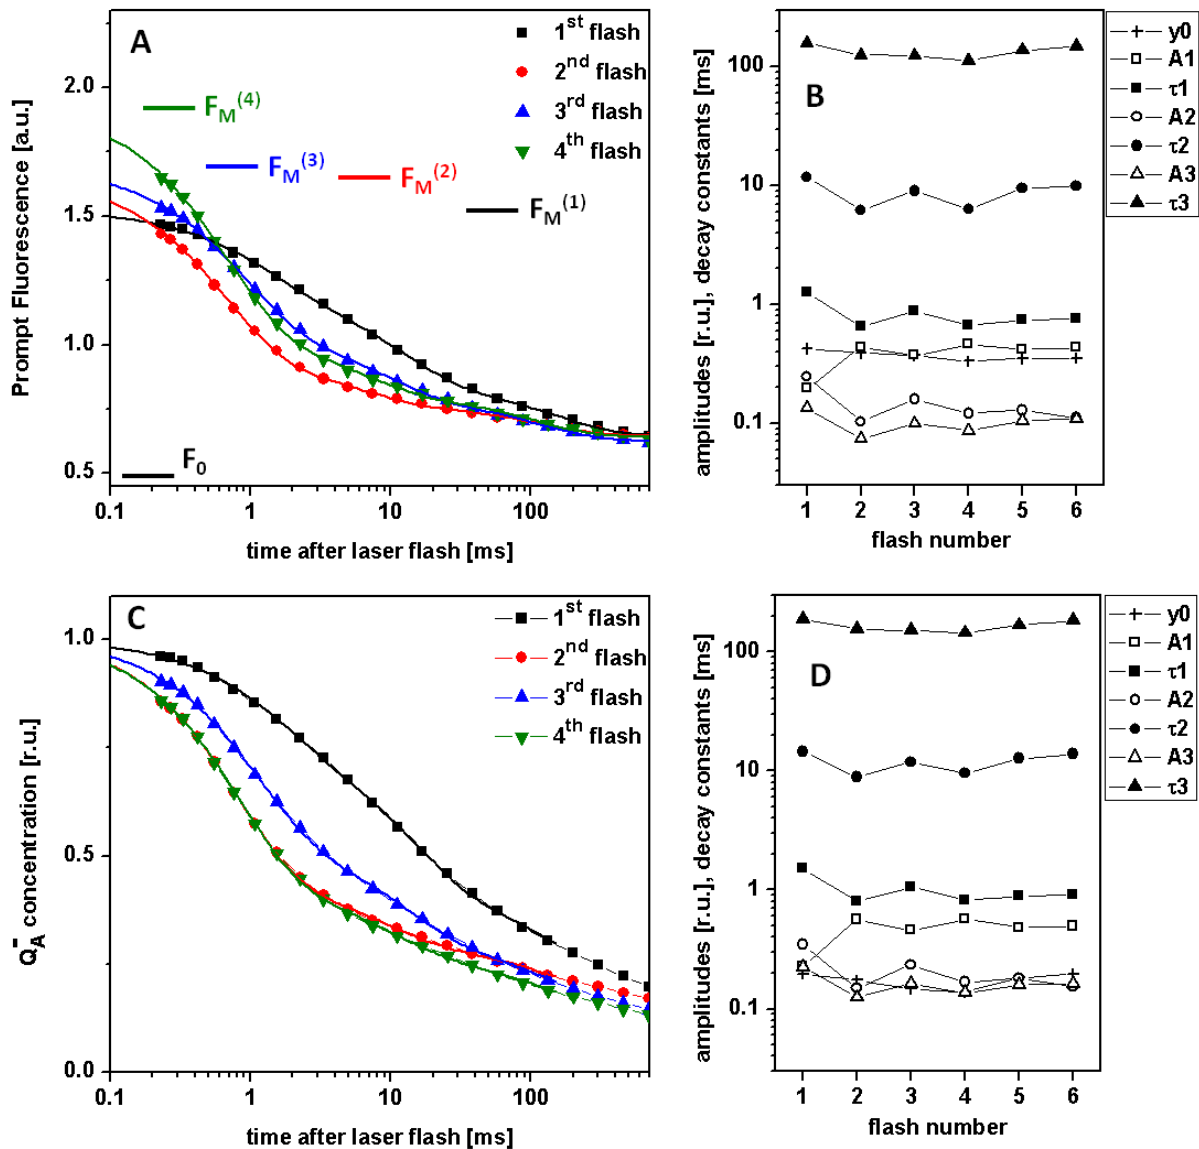 A
1st flash
2nd flash
3rd flash
4th flash
FM(4)
FM(3)
FM(2)
FM(1)
F0
Prompt Fluorescence [a.u.]
2.0
1.5
1.0
0.5
0.1 1 10 100
time after laser flash [ms]
B
y0
A1
τ1
A2
τ2
A3
τ3
amplitudes [r.u.], decay constants [ms]
100
10
1
0.1
1 2 3 4 5 6
flash number
C
1st flash
2nd flash
3rd flash
4th flash
QA- concentration [r.u.]
1.0
0.5
0.0
0.1 1 10 100
time after laser flash [ms]
D
y0
A1
τ1
A2
τ2
A3
τ3
amplitudes [r.u.], decay constants [ms]
100
10
1
0.1
1 2 3 4 5 6
flash number